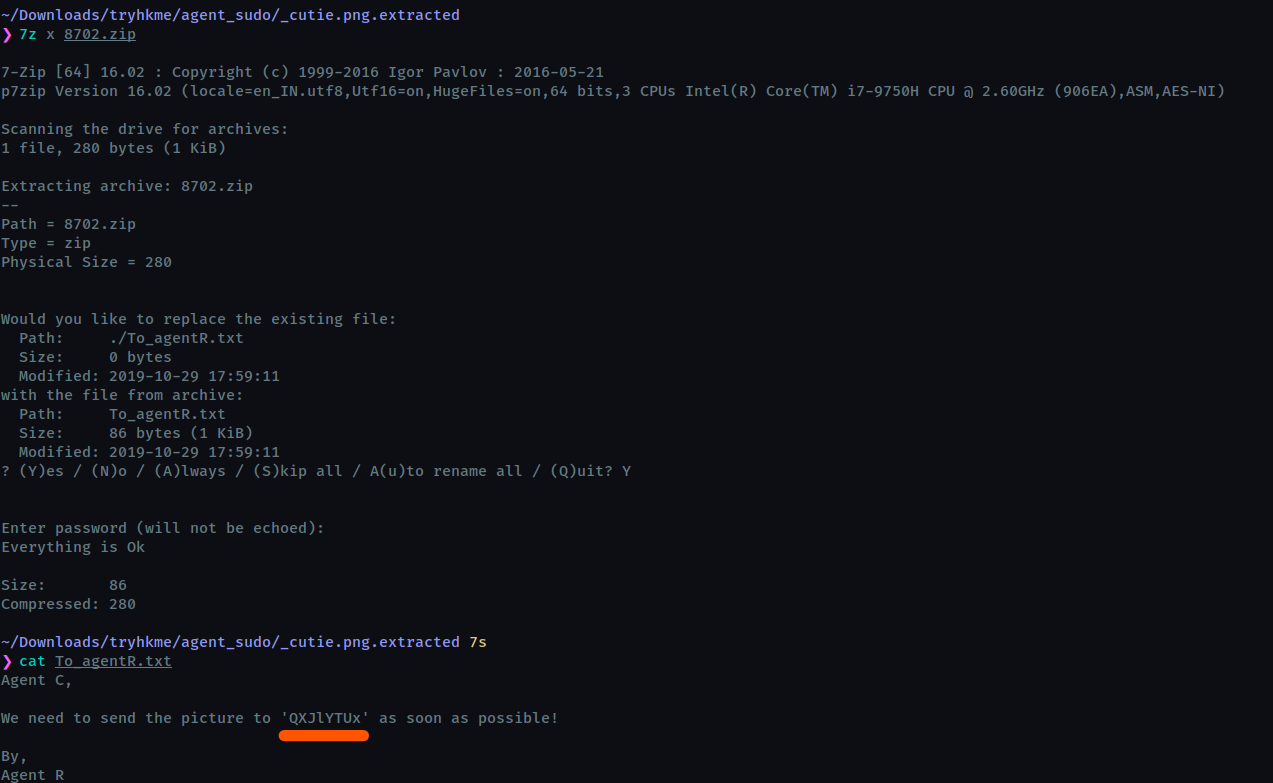 ~/Downloads/tryhkme/agent_sudo/_cutie.png.extracted
❯ 7z x 8702.zip
7-Zip [64] 16.02 : Copyright (c) 1999-2016 Igor Pavlov : 2016-05-21
p7zip Version 16.02 (locale=en_IN.utf8,Utf16=on,HugeFiles=on,64 bits,3 CPUs Intel(R) Core(TM) i7-9750H CPU @ 2.60GHz (906EA),ASM,AES-NI)
Scanning the drive for archives:
1 file, 280 bytes (1 KiB)
Extracting archive: 8702.zip
--
Path = 8702.zip
Type = zip
Physical Size = 280
Would you like to replace the existing file:
  Path:     ./To_agentR.txt
  Size:     0 bytes
  Modified: 2019-10-29 17:59:11
with the file from archive:
  Path:     To_agentR.txt
  Size:     86 bytes (1 KiB)
  Modified: 2019-10-29 17:59:11
? (Y)es / (N)o / (A)lways / (S)kip all / A(u)to rename all / (Q)uit? Y
Enter password (will not be echoed):
Everything is Ok
Size:       86
Compressed: 280
~/Downloads/tryhkme/agent_sudo/_cutie.png.extracted 7s
❯ cat To_agentR.txt
Agent C,
We need to send the picture to 'QXJlYTUx' as soon as possible!
By,
Agent R